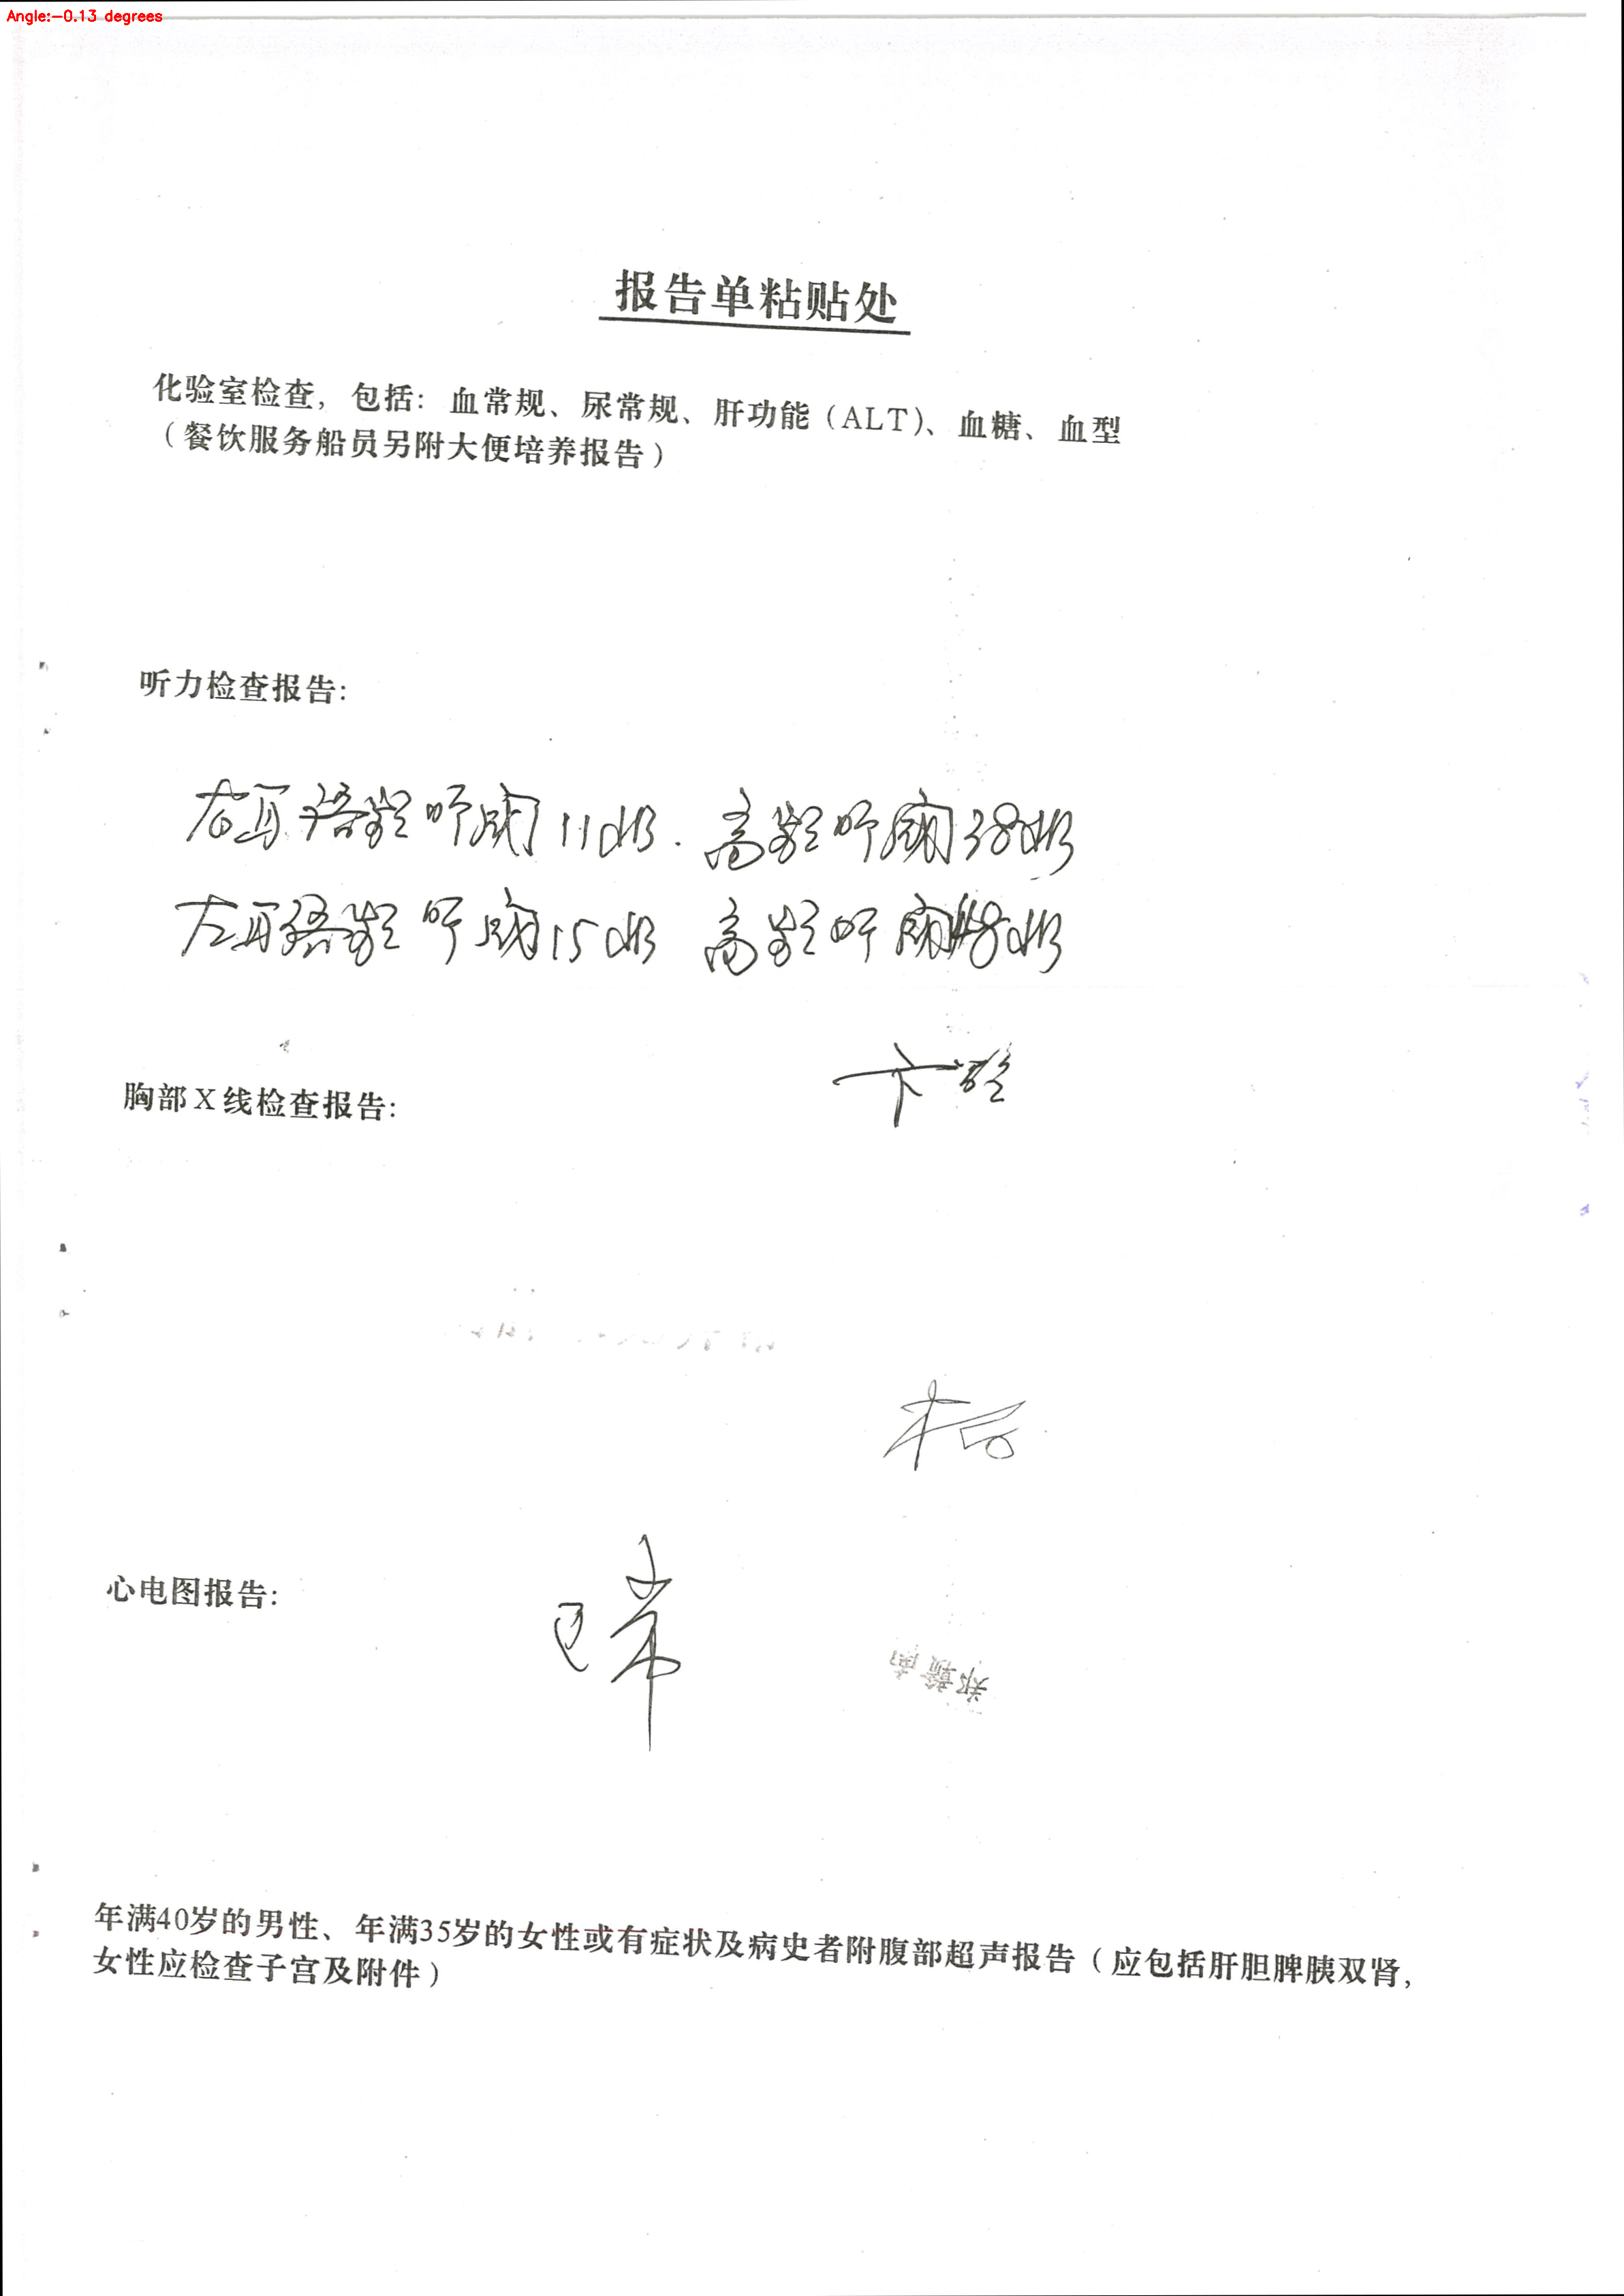 Angle:-0.13 degrees
报告单粘贴处
化验室检查，包括：血常规、尿常规、肝功能（ALT)、血糖、血型
（餐饮服务船员另附大便培养报告）
听力检查报告：
右耳语频听阈11dB. 高频听阈38dB
左耳语频听阈15dB 高频听阈48dB
胸部X线检查报告：
心电图报告：
正常
郑赣南
年满40岁的男性、年满35岁的女性或有症状及病史者附腹部超声报告（应包括肝胆脾胰双肾，
女性应检查子宫及附件）